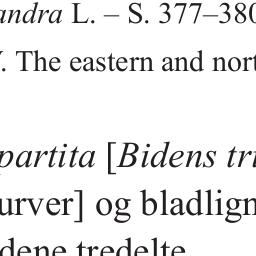 andra L. – S. 377–380
. The eastern and nort
partita [Bidens tri
urver] og bladlign
dene tredelte